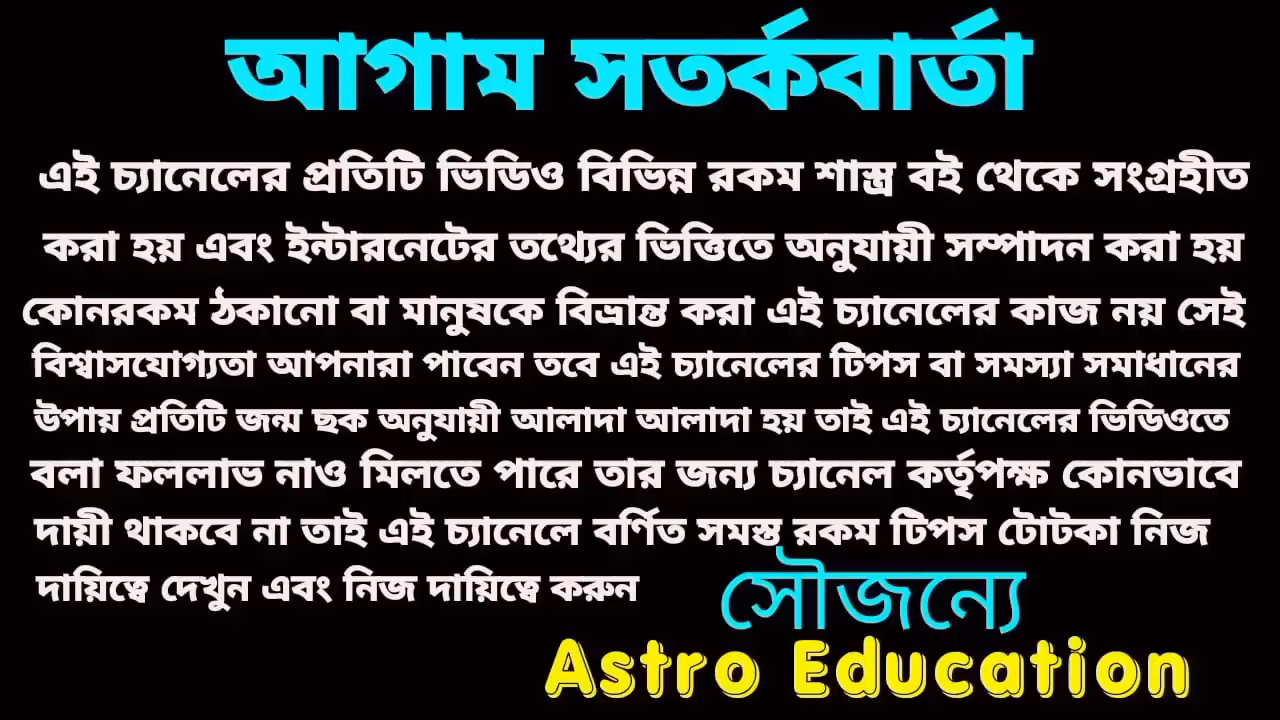 আগাম সতর্কবার্তা
এই চ্যানেলের প্রতিটি ভিডিও বিভিন্ন রকম শাস্ত্র বই থেকে সংগ্রহীত
করা হয় এবং ইন্টারনেটের তথ্যের ভিত্তিতে অনুযায়ী সম্পাদন করা হয়
কোনরকম ঠকানো বা মানুষকে বিভ্রান্ত করা এই চ্যানেলের কাজ নয় সেই
বিশ্বাসযোগ্যতা আপনারা পাবেন তবে এই চ্যানেলের টিপস বা সমস্যা সমাধানের
উপায় প্রতিটি জন্ম ছক অনুযায়ী আলাদা আলাদা হয় তাই এই চ্যানেলের ভিডিওতে
বলা ফললাভ নাও মিলতে পারে তার জন্য চ্যানেল কর্তৃপক্ষ কোনভাবে
দায়ী থাকবে না তাই এই চ্যানেলে বর্ণিত সমস্ত রকম টিপস টোটকা নিজ
দায়িত্বে দেখুন এবং নিজ দায়িত্বে করুন
সৌজন্যে
Astro Education